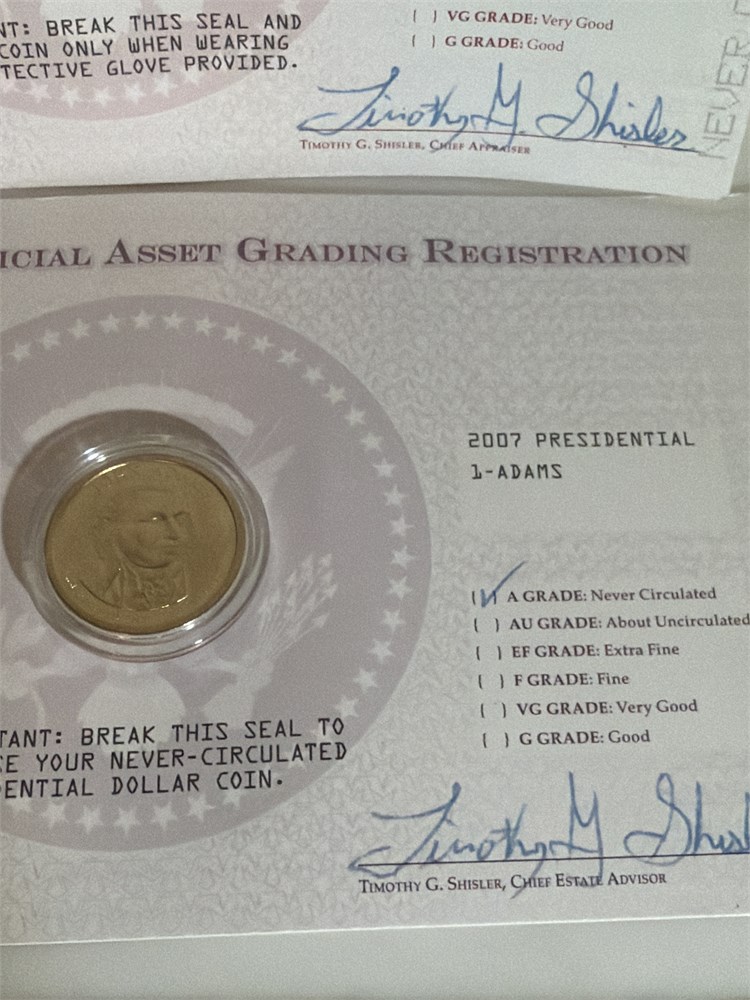 NT: BREAK THIS SEAL AND
COIN ONLY WHEN WEARING
TECTIVE GLOVE PROVIDED.
( ) VG GRADE: Very Good
( ) G GRADE: Good
Timothy G. Shisler
TIMOTHY G. SHISLER, CHIEF APPRAISER
NEVER
ICIAL ASSET GRADING REGISTRATION
2007 PRESIDENTIAL
1-ADAMS
(✓) A GRADE: Never Circulated
( ) AU GRADE: About Uncirculated
( ) EF GRADE: Extra Fine
( ) F GRADE: Fine
( ) VG GRADE: Very Good
( ) G GRADE: Good
TANT: BREAK THIS SEAL TO
E YOUR NEVER-CIRCULATED
ENTIAL DOLLAR COIN.
Timothy G Shisl
TIMOTHY G. SHISLER, CHIEF ESTATE ADVISOR